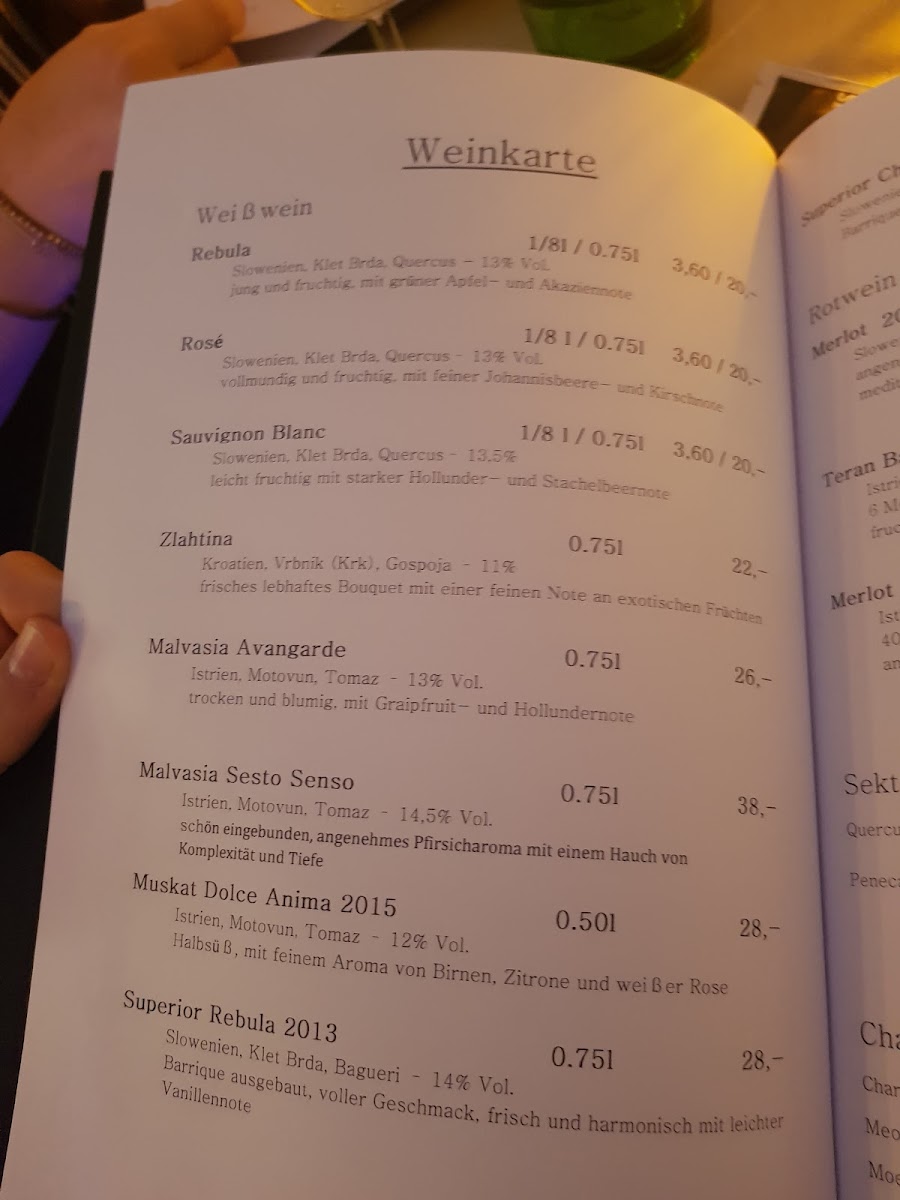 Weinkarte
Weißwein
Rebula 1/8l / 0.75l 3,60 / 20,-
Slowenien, Klet Brda, Quercus - 13% Vol.
jung und fruchtig, mit grüner Apfel- und Akaziennote
Rosé 1/8 l / 0.75l 3,60 / 20,-
Slowenien, Klet Brda, Quercus - 13% Vol.
vollmundig und fruchtig, mit feiner Johannisbeere- und Kirschnote
Sauvignon Blanc 1/8 l / 0.75l 3,60 / 20,-
Slowenien, Klet Brda, Quercus - 13,5%
leicht fruchtig mit starker Hollunder- und Stachelbeernote
Zlahtina 0.75l 22,-
Kroatien, Vrbnik (Krk), Gospoja - 11%
frisches lebhaftes Bouquet mit einer feinen Note an exotischen Früchten
Malvasia Avangarde 0.75l 26,-
Istrien, Motovun, Tomaz - 13% Vol.
trocken und blumig, mit Graipfruit- und Hollundernote
Malvasia Sesto Senso 0.75l 38,-
Istrien, Motovun, Tomaz - 14,5% Vol.
schön eingebunden, angenehmes Pfirsicharoma mit einem Hauch von
Komplexität und Tiefe
Muskat Dolce Anima 2015 0.50l 28,-
Istrien, Motovun, Tomaz - 12% Vol.
Halbsüß, mit feinem Aroma von Birnen, Zitrone und weißer Rose
Superior Rebula 2013 0.75l 28,-
Slowenien, Klet Brda, Bagueri - 14% Vol.
Barrique ausgebaut, voller Geschmack, frisch und harmonisch mit leichter
Vanillennote
Superior
Rotwein
Merlot
Teran
Merlot
Sekt